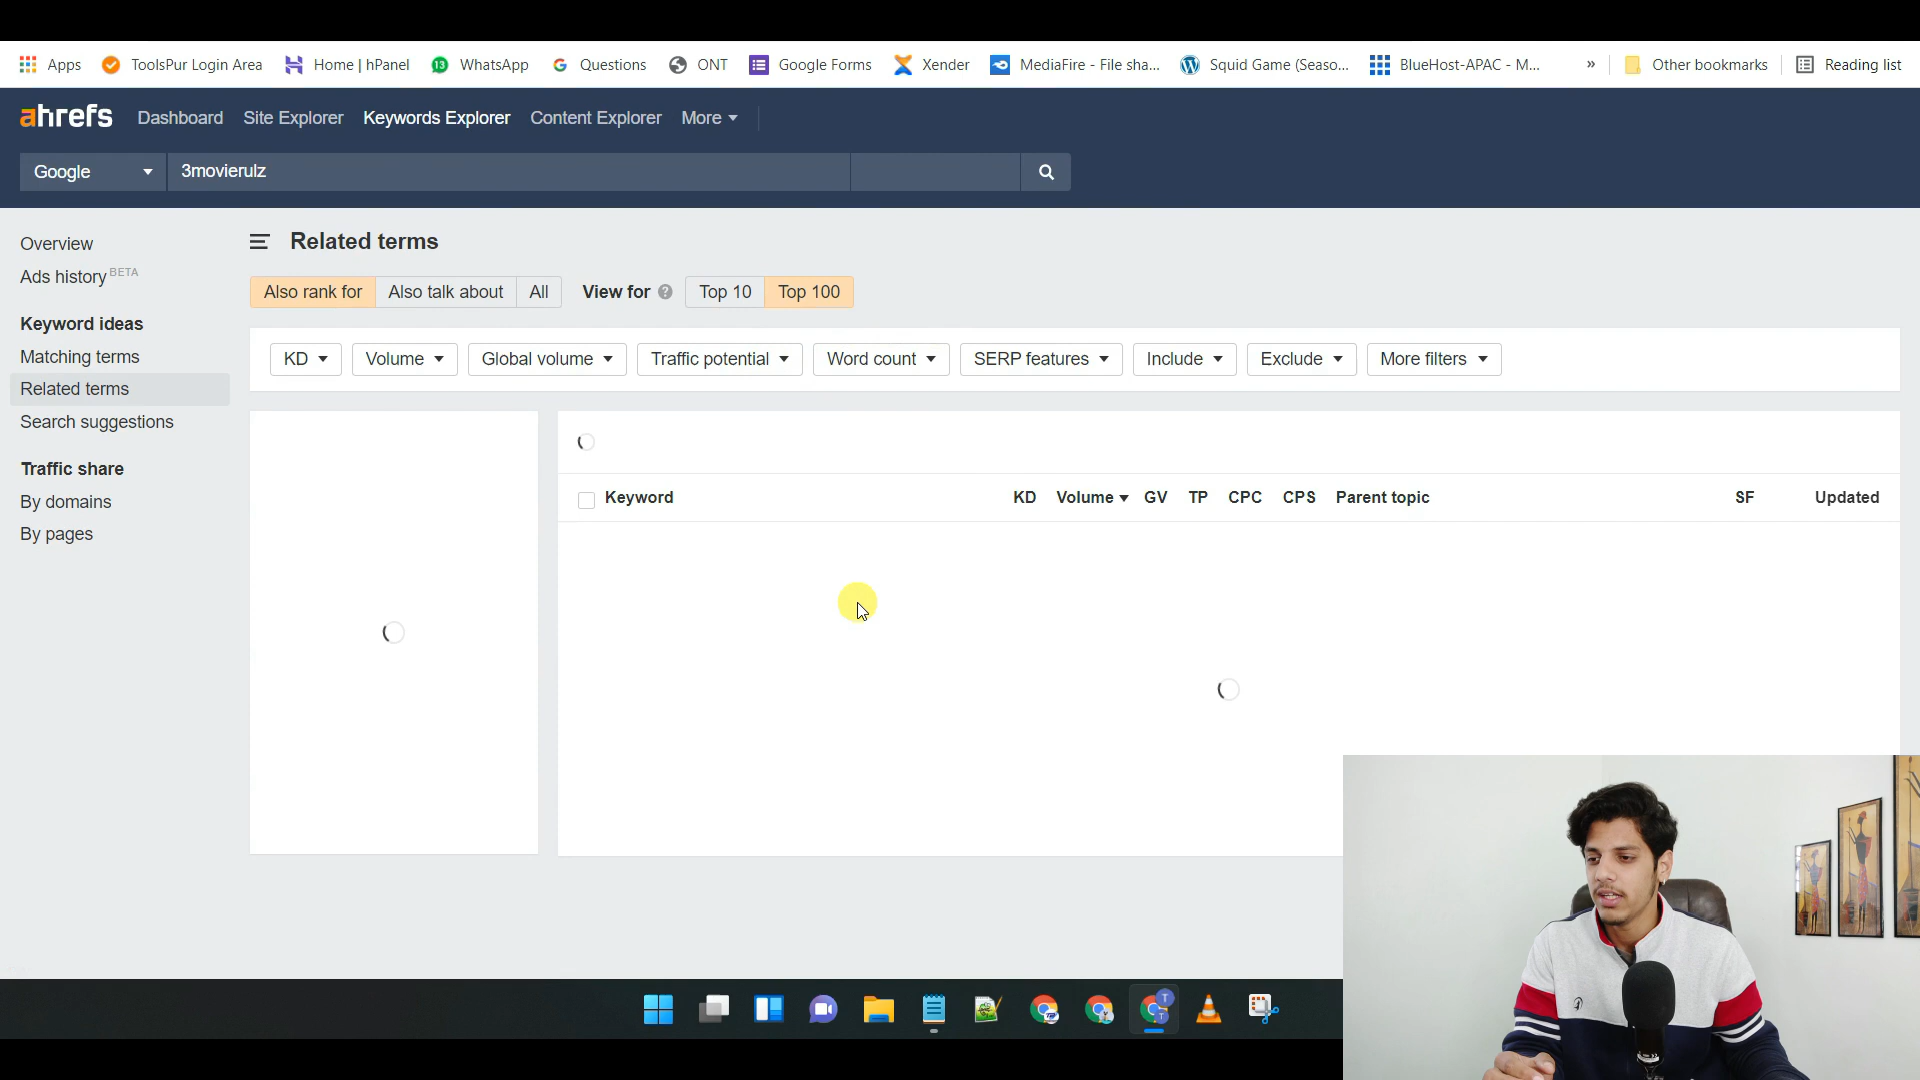 Apps ToolsPur Login Area Home | hPanel 13 WhatsApp Questions ONT Google Forms Xender MediaFire - File sha... Squid Game (Seaso... BlueHost-APAC - M... » Other bookmarks Reading list
ahrefs Dashboard Site Explorer Keywords Explorer Content Explorer More
Google 3movierulz
Overview
Ads history BETA
Keyword ideas
Matching terms
Related terms
Search suggestions
Traffic share
By domains
By pages
Related terms
Also rank for Also talk about All View for ? Top 10 Top 100
KD Volume Global volume Traffic potential Word count SERP features Include Exclude More filters
Keyword KD Volume GV TP CPC CPS Parent topic SF Updated
T
T